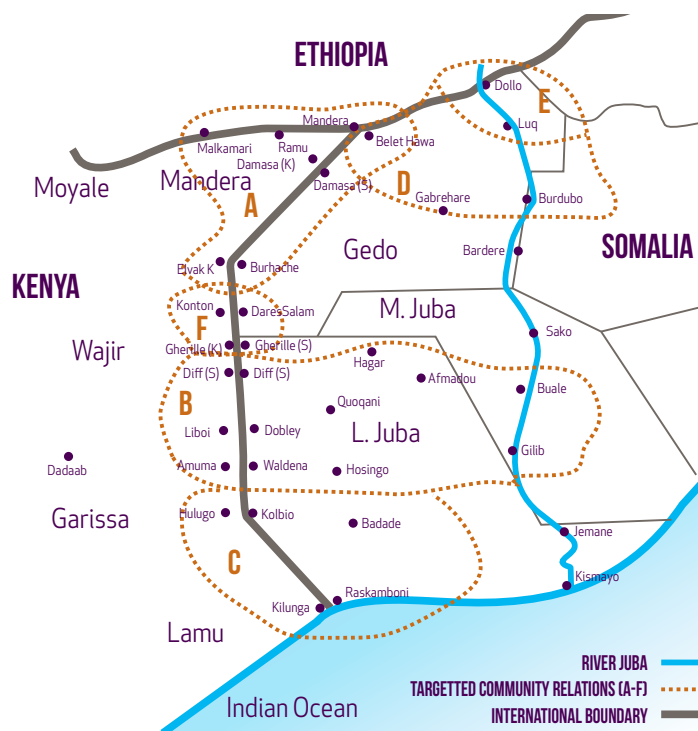 ETHIOPIA
Dollo
E
Mandera
Luq
Malkamari
Ramu
Belet Hawa
Damasa (K)
Moyale
Mandera
Damasa (S)
D
A
Gabrehare
Burdubo
Gedo
Bardere
SOMALIA
Elvak K
Burhache
KENYA
Konton
DaresSalam
M. Juba
F
Sako
Wajir
Gherille (K)
Gherille (S)
Hagar
Diff (S)
Diff (S)
Afmadou
B
Quoqani
Buale
Liboi
Dobley
L. Juba
Gilib
Dadaab
Amuma
Waldena
Hosingo
Garissa
Hulugo
Kolbio
Badade
Jemane
C
Kismayo
Raskamboni
Kilunga
Lamu
RIVER JUBA
TARGETTED COMMUNITY RELATIONS (A-F)
Indian Ocean
INTERNATIONAL BOUNDARY